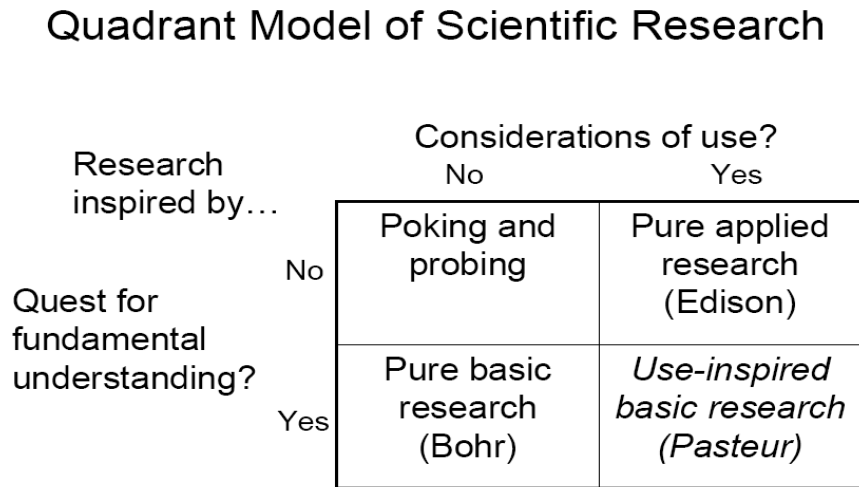 Quadrant Model of Scientific Research
Considerations of use?
Research
inspired by…
No
Yes
No
Poking and
probing
Pure applied
research
(Edison)
Quest for
fundamental
understanding?
Yes
Pure basic
research
(Bohr)
Use-inspired
basic research
(Pasteur)